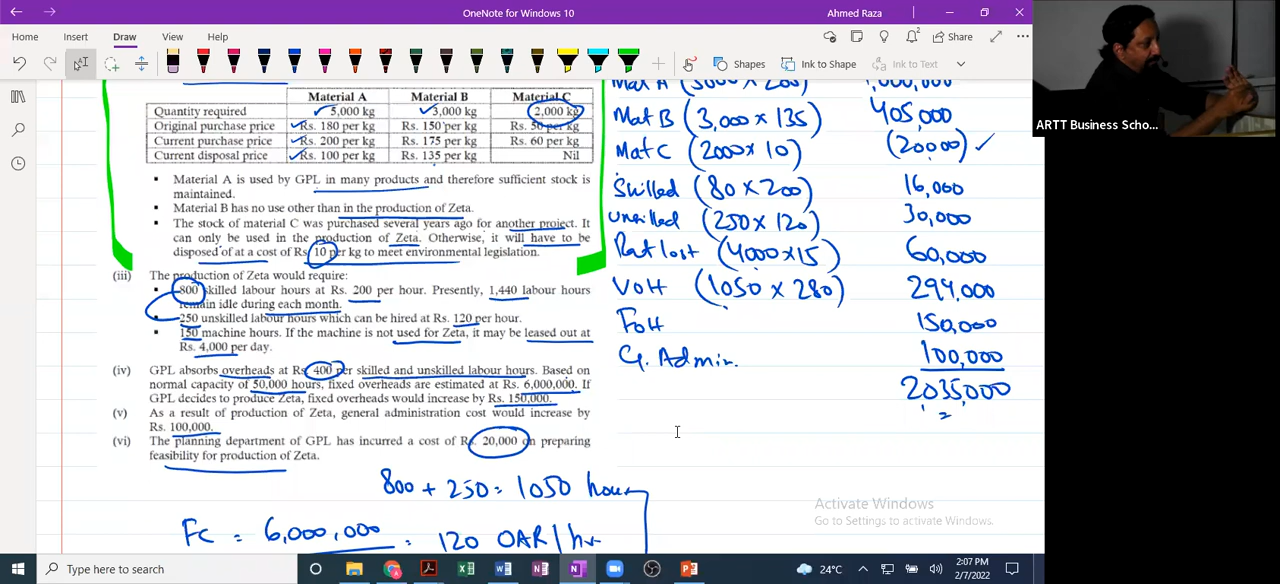 OneNote for Windows 10
Ahmed Raza
Home Insert Draw View Help
Share
Shapes Ink to Shape Ink to Text
ARTT Business Scho...
Material A Material B Material C
Quantity required 5,000 kg 3,000 kg 2,000 kg
Original purchase price Rs. 180 per kg Rs. 150 per kg Rs. 50 per kg
Current purchase price Rs. 200 per kg Rs. 175 per kg Rs. 60 per kg
Current disposal price Rs. 100 per kg Rs. 135 per kg Nil
▪ Material A is used by GPL in many products and therefore sufficient stock is
maintained.
▪ Material B has no use other than in the production of Zeta.
▪ The stock of material C was purchased several years ago for another project. It
can only be used in the production of Zeta. Otherwise, it will have to be
disposed of at a cost of Rs. 10 per kg to meet environmental legislation.
(iii) The production of Zeta would require:
▪ 800 skilled labour hours at Rs. 200 per hour. Presently, 1,440 labour hours
remain idle during each month.
▪ 250 unskilled labour hours which can be hired at Rs. 120 per hour.
▪ 150 machine hours. If the machine is not used for Zeta, it may be leased out at
Rs. 4,000 per day.
(iv) GPL absorbs overheads at Rs. 400 per skilled and unskilled labour hours. Based on
normal capacity of 50,000 hours, fixed overheads are estimated at Rs. 6,000,000. If
GPL decides to produce Zeta, fixed overheads would increase by Rs. 150,000.
(v) As a result of production of Zeta, general administration cost would increase by
Rs. 100,000.
(vi) The planning department of GPL has incurred a cost of Rs. 20,000 on preparing
feasibility for production of Zeta.
800 + 250 = 1050 hours
FC = 6,000,000 = 120 OAR/hr
Mat A (5000 x 200) 1,000,000
Mat B (3,000 x 135) 405,000
Mat C (2000 x 10) (20,000) ✓
Skilled (80 x 200) 16,000
unskilled (250 x 120) 30,000
Rent lost (4000 x 15) 60,000
VOH (1050 x 280) 294,000
FOH 150,000
G. Admin. 100,000
2035,000
Activate Windows
Go to Settings to activate Windows.
Type here to search
24°C
2:07 PM
2/7/2022